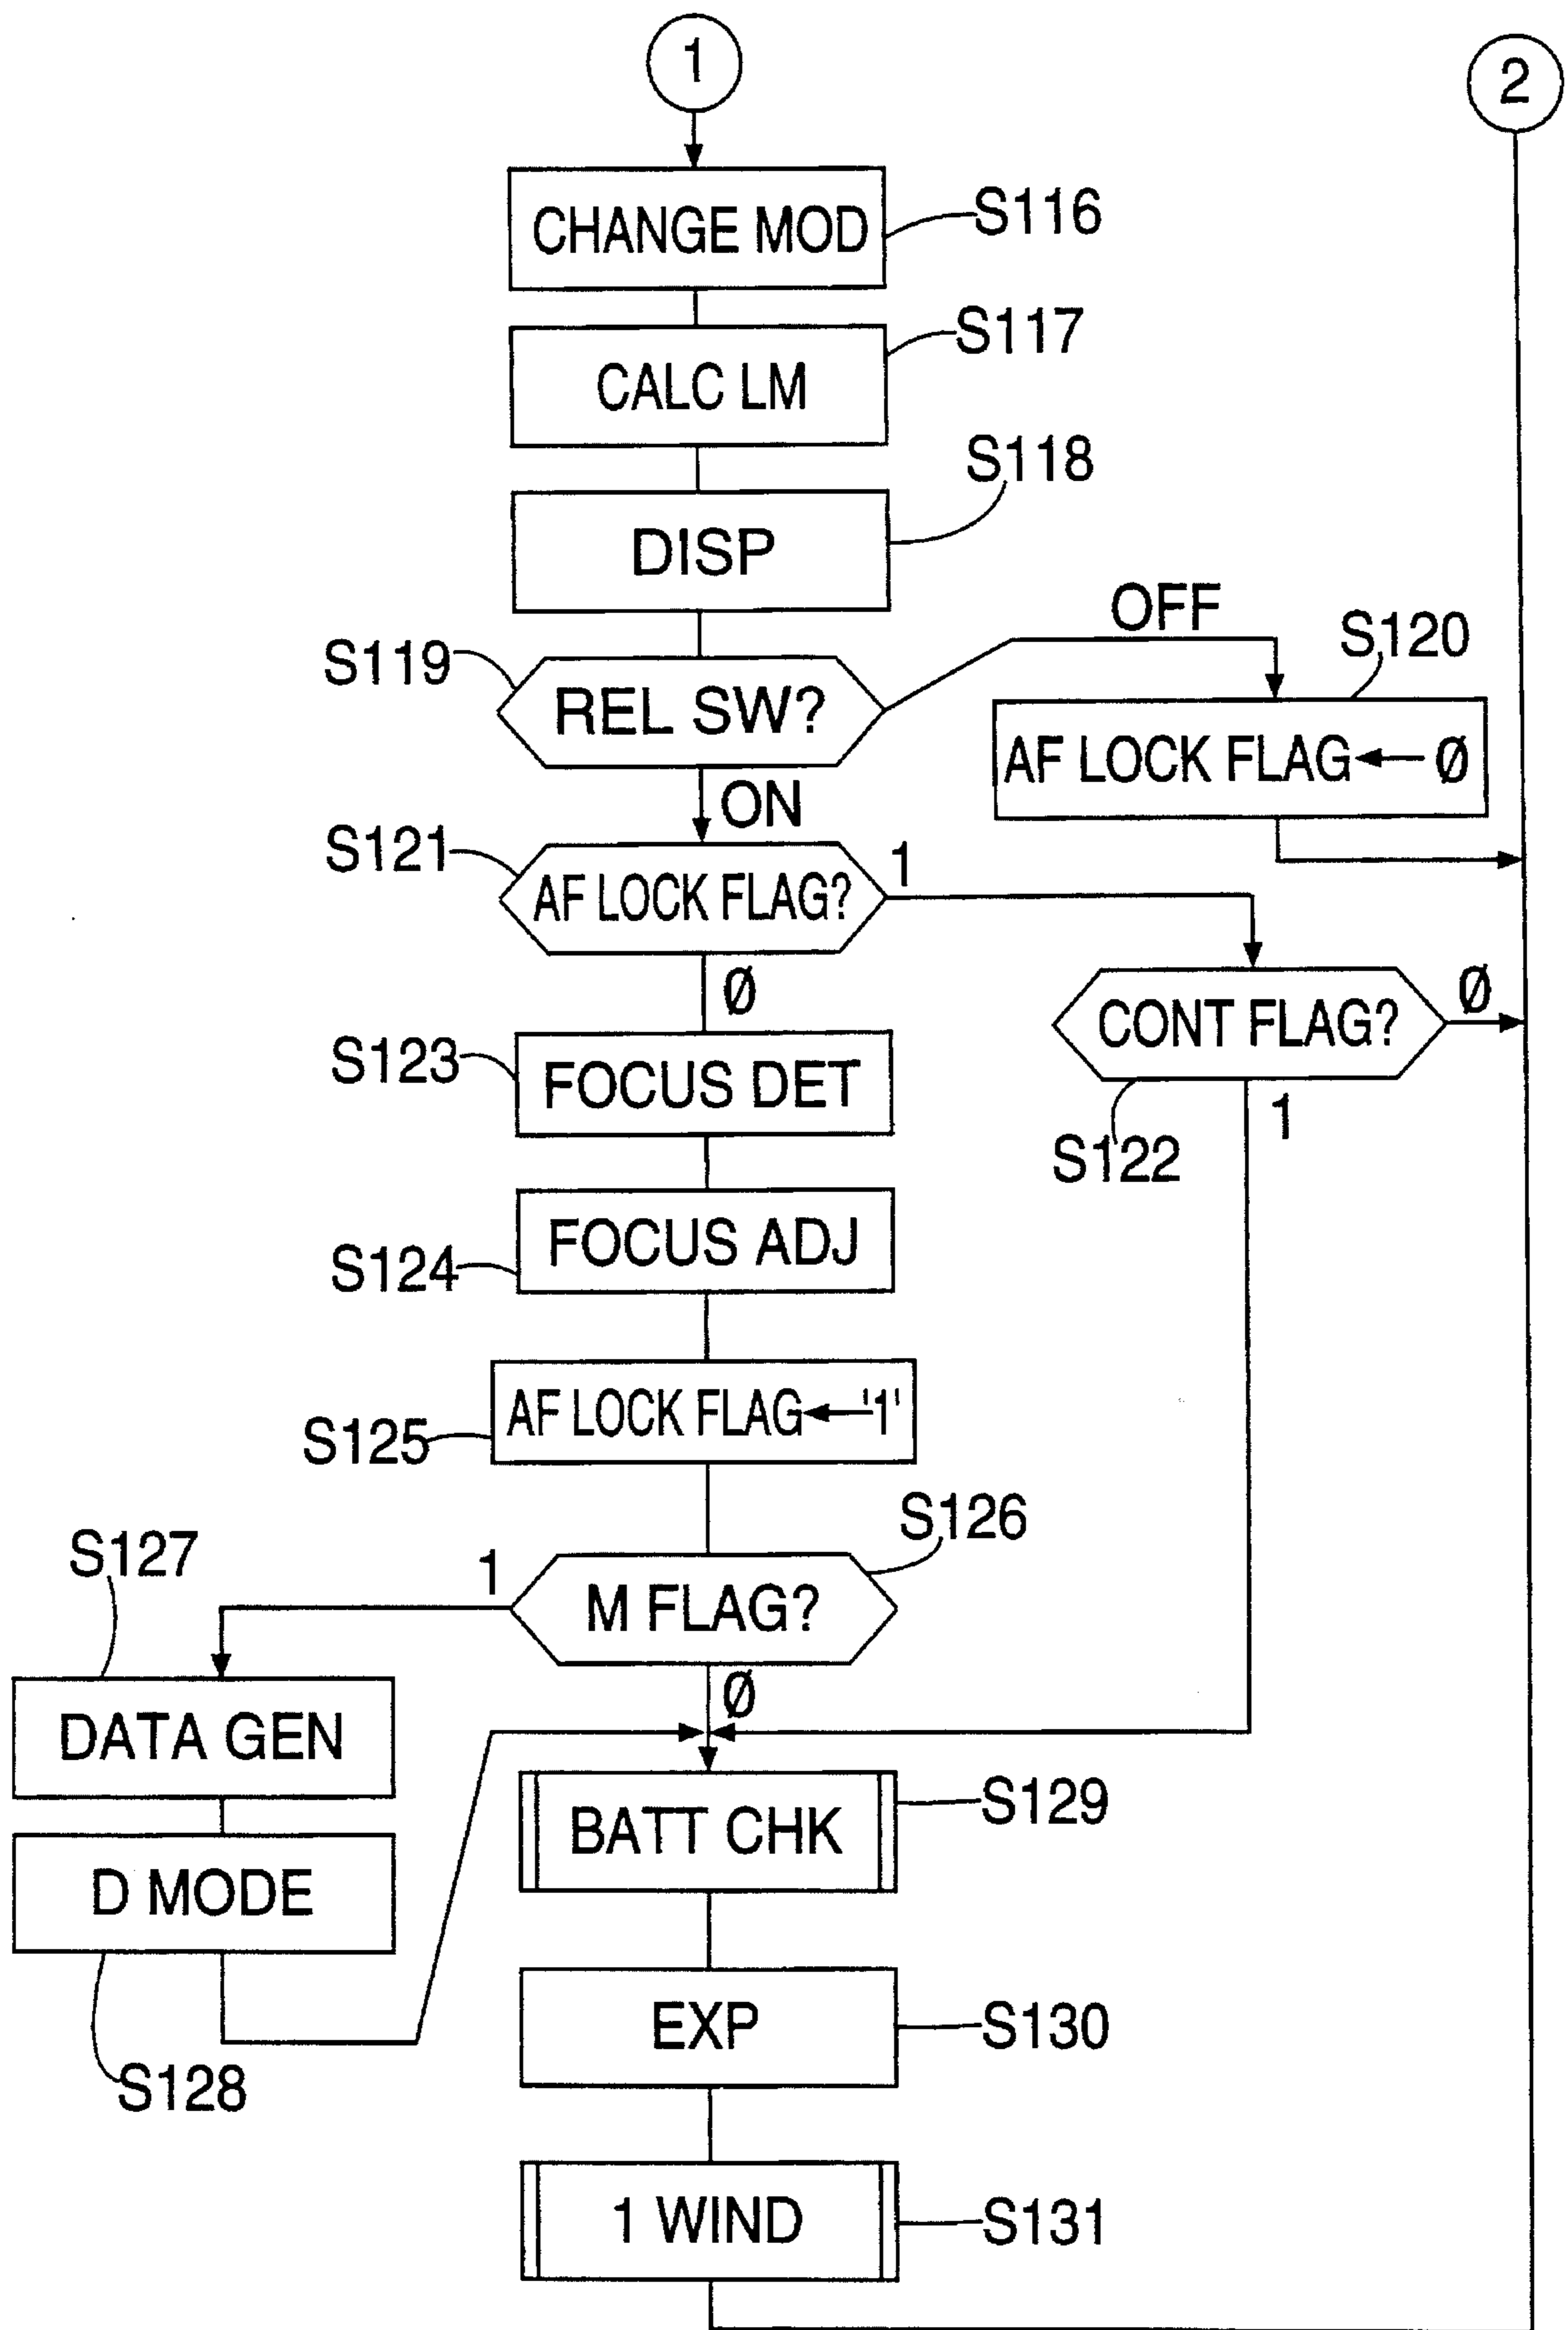 1
2
CHANGE MOD
S116
CALC LM
S117
DISP
S118
REL SW?
S119
OFF
S120
AF LOCK FLAG ← Ø
ON
S121
AF LOCK FLAG?
1
Ø
CONT FLAG?
Ø
S122
1
S123
FOCUS DET
S124
FOCUS ADJ
S125
AF LOCK FLAG ← '1'
S126
M FLAG?
1
Ø
S127
DATA GEN
D MODE
S128
BATT CHK
S129
EXP
S130
1 WIND
S131